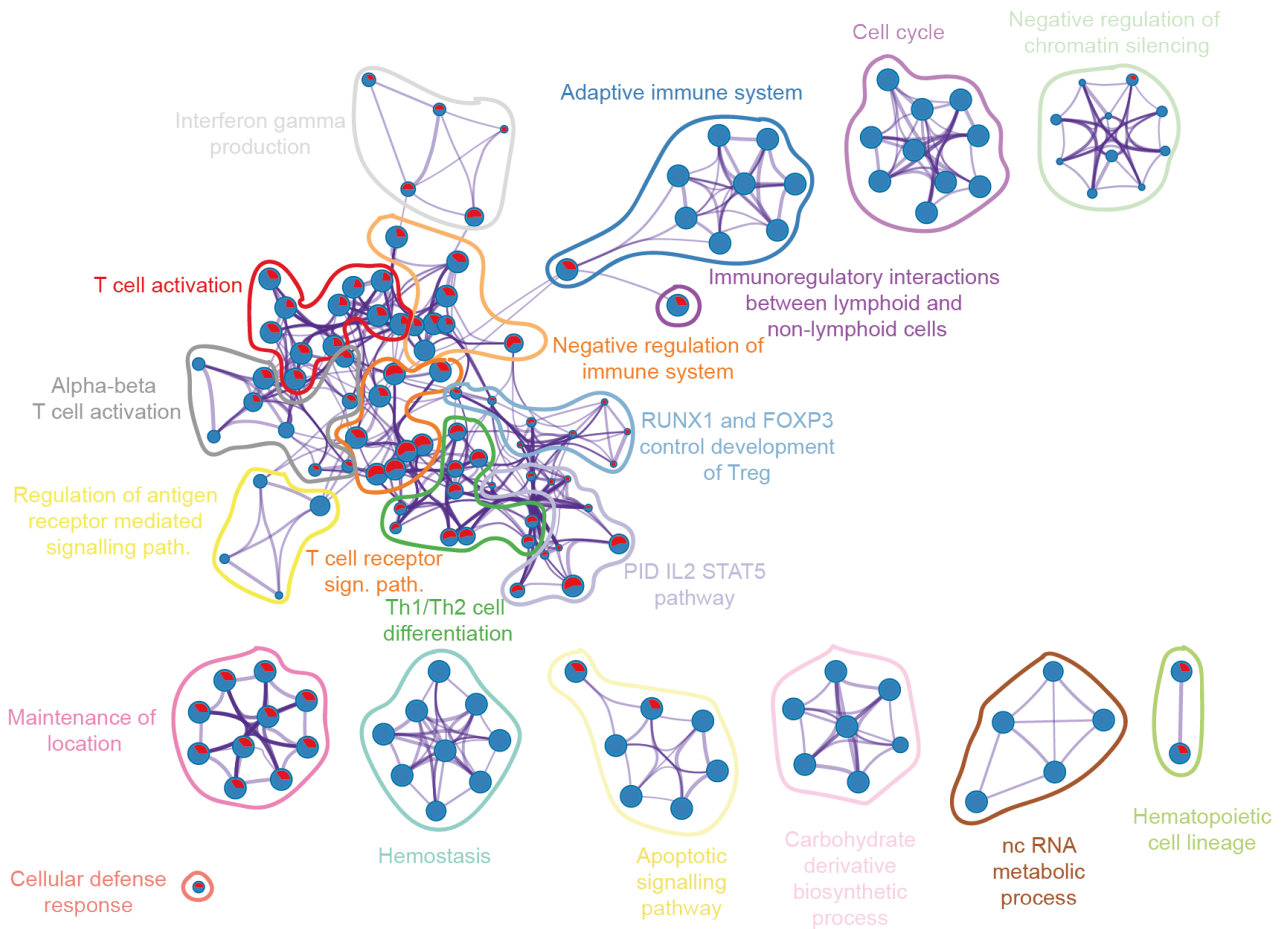 Cell cycle
Negative regulation of
chromatin silencing
Adaptive immune system
Interferon gamma
production
T cell activation
Immunoregulatory interactions
between lymphoid and
non-lymphoid cells
Negative regulation of
immune system
Alpha-beta
T cell activation
RUNX1 and FOXP3
control development
of Treg
Regulation of antigen
receptor mediated
signalling path.
T cell receptor
sign. path.
PID IL2 STAT5
pathway
Th1/Th2 cell
differentiation
Maintenance of
location
Hemostasis
Apoptotic
signalling
pathway
Carbohydrate
derivative
biosynthetic
process
nc RNA
metabolic
process
Hematopoietic
cell lineage
Cellular defense
response